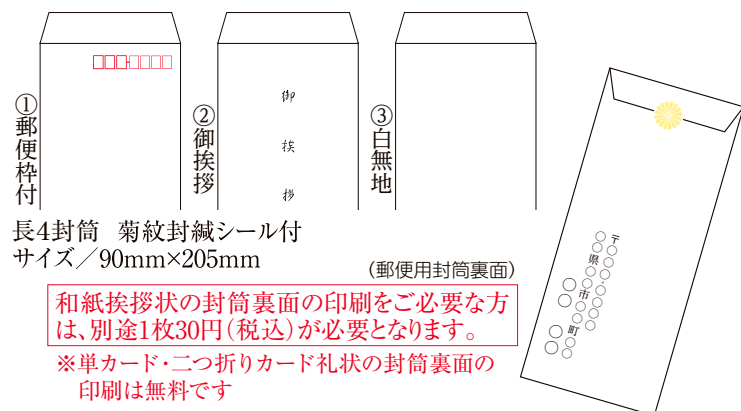 ①郵便枠付
②御挨拶
御挨拶
③白無地
長4封筒 菊紋封緘シール付
サイズ／90mm×205mm
（郵便用封筒裏面）
和紙挨拶状の封筒裏面の印刷をご必要な方
は、別途1枚30円（税込）が必要となります。
※単カード・二つ折りカード礼状の封筒裏面の
印刷は無料です
〒○○○-○○○○
○○県○○市○○町○○
○○ ○○